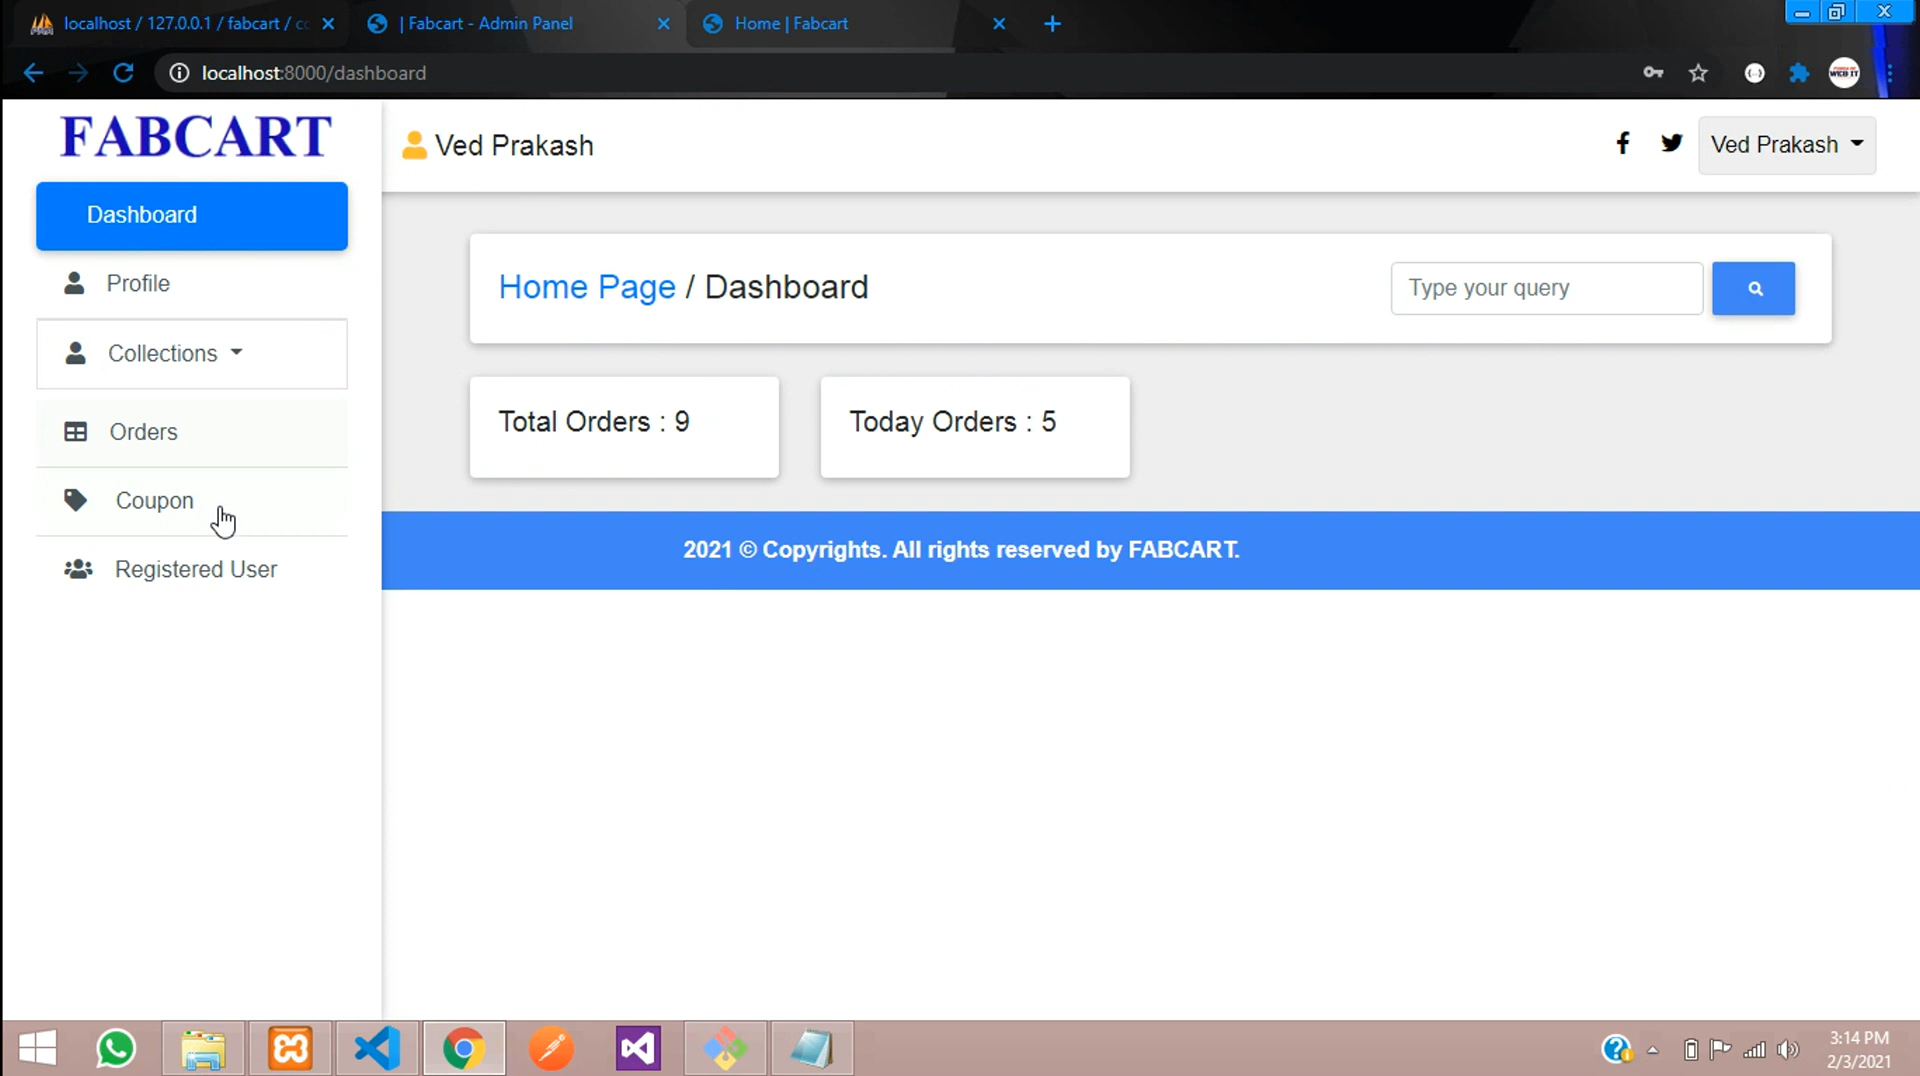 localhost / 127.0.0.1 / fabcart / cc
| Fabcart - Admin Panel
Home | Fabcart
localhost:8000/dashboard
FABCART
Ved Prakash
Ved Prakash
Dashboard
Profile
Collections
Orders
Coupon
Registered User
Home Page / Dashboard
Type your query
Total Orders : 9
Today Orders : 5
2021 © Copyrights. All rights reserved by FABCART.
3:14 PM
2/3/2021